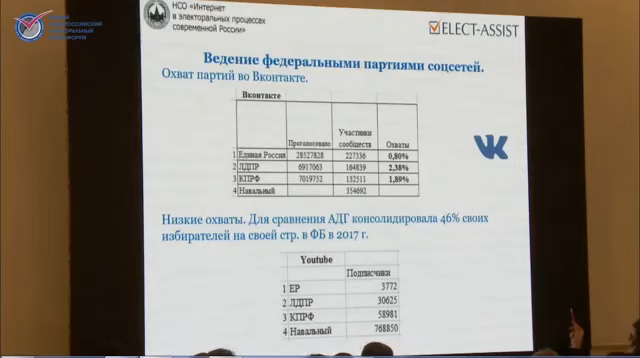 НСО «Интернет
в электоральных процессах
современной России»
ELECT-ASSIST
Ведение федеральными партиями соцсетей.
Охват партий во Вконтакте.
Вконтакте
Проголосовало Участники сообществ Охваты
1 Единая Россия 28527828 227336 0,80%
2 ЛДПР 6917063 164839 2,38%
3 КПРФ 7019752 132511 1,89%
4 Навальный 354692
Низкие охваты. Для сравнения АДГ консолидировала 46% своих
избирателей на своей стр. в ФБ в 2017 г.
Youtube
Подписчики
1 ЕР 3772
2 ЛДПР 30625
3 КПРФ 58981
4 Навальный 768850